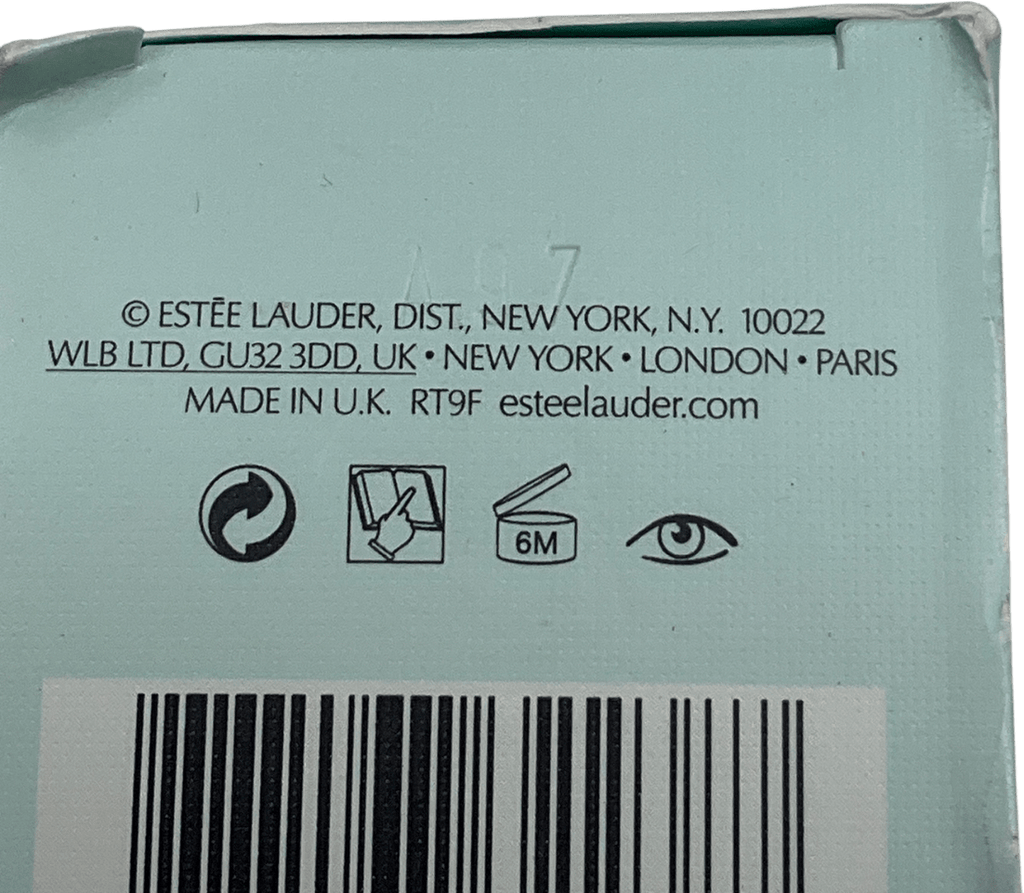 A97
© ESTĒE LAUDER, DIST., NEW YORK, N.Y. 10022
WLB LTD, GU32 3DD, UK • NEW YORK • LONDON • PARIS
MADE IN U.K. RT9F esteelauder.com
6M